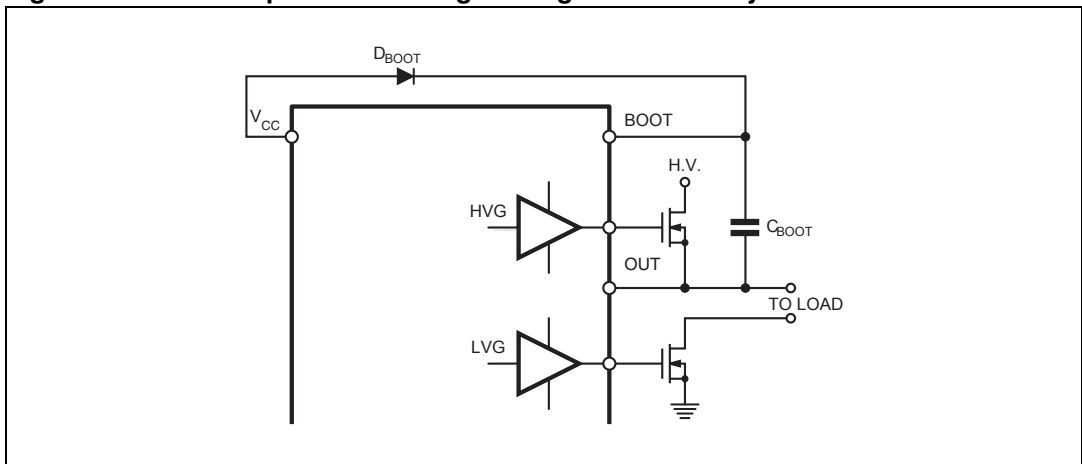 D_BOOT
V_CC
BOOT
H.V.
HVG
C_BOOT
OUT
TO LOAD
LVG